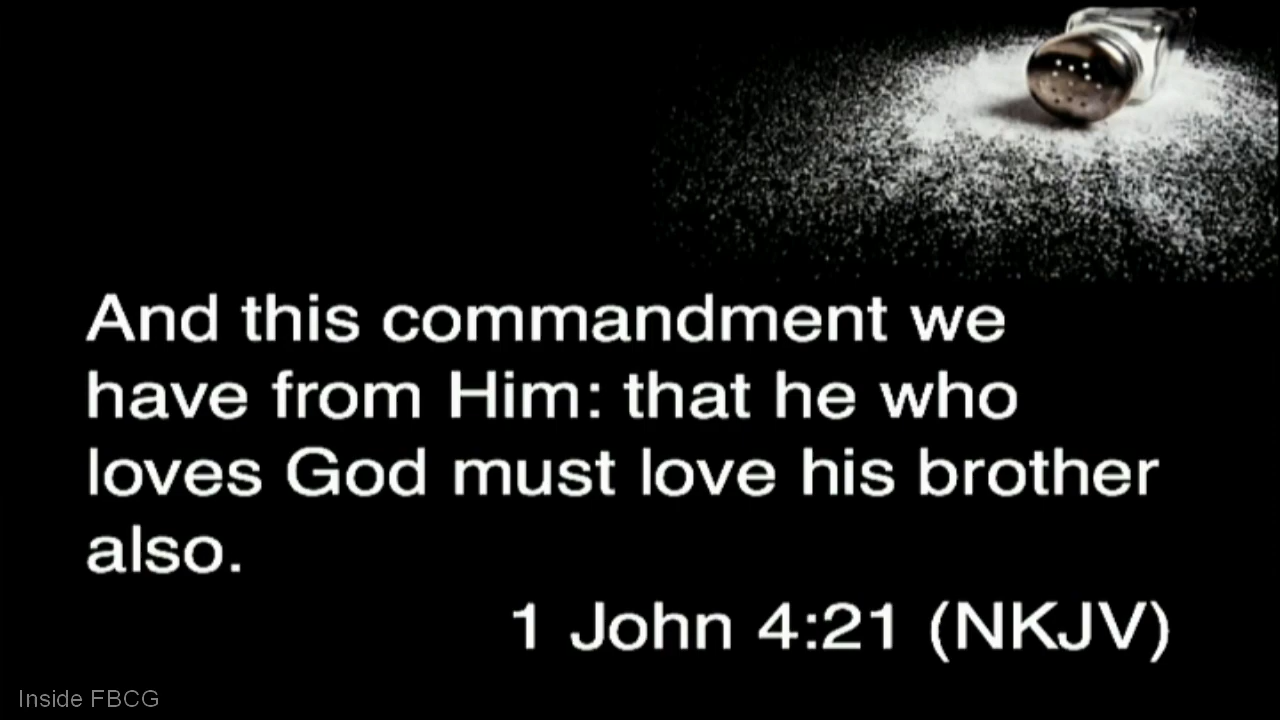 And this commandment we
have from Him: that he who
loves God must love his brother
also.
1 John 4:21 (NKJV)
Inside FBCG